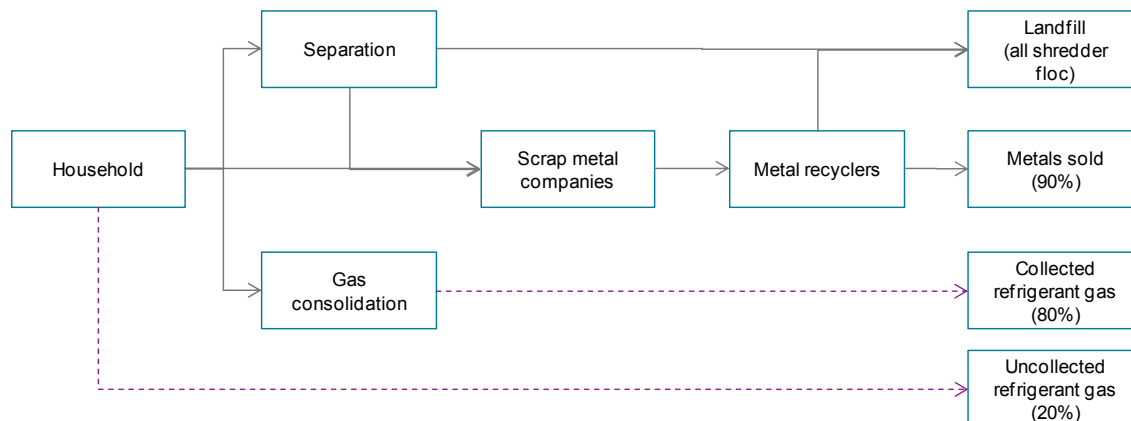 Separation
Landfill
(all shredder
floc)
Household
Scrap metal
companies
Metal recyclers
Metals sold
(90%)
Gas
consolidation
Collected
refrigerant gas
(80%)
Uncollected
refrigerant gas
(20%)